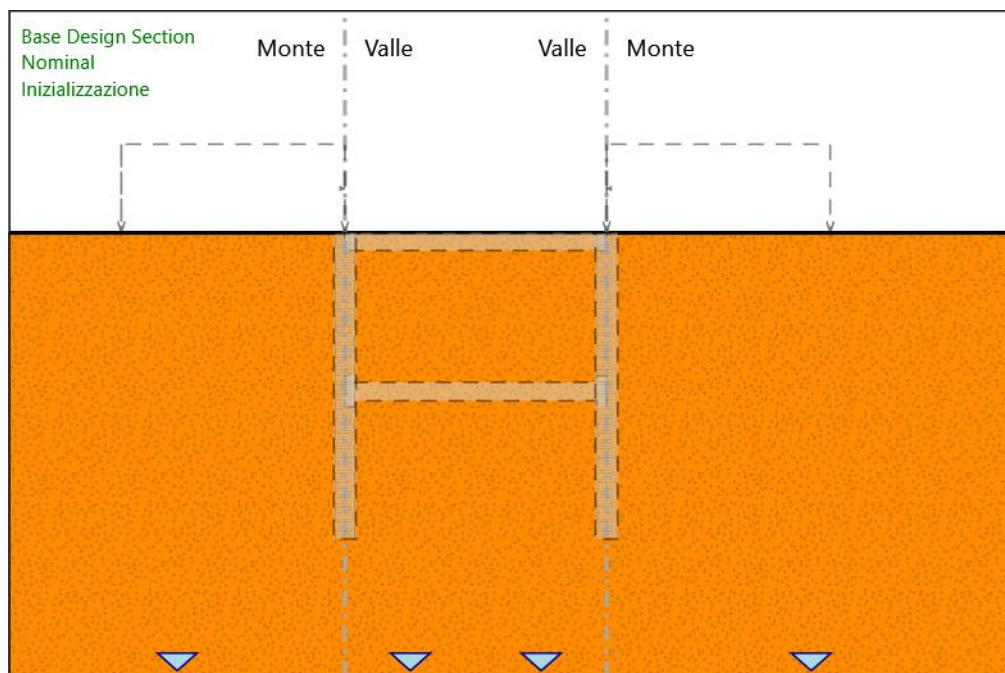 Base Design Section
Nominal
Inizializzazione
Monte Valle Valle Monte